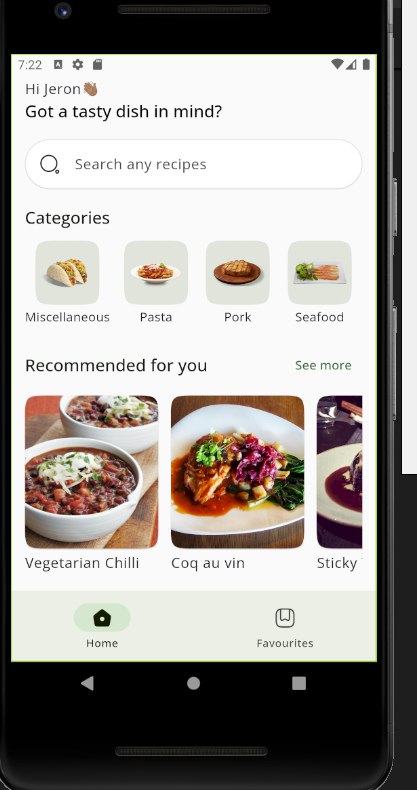 7:22
Hi Jeron👋🏽
Got a tasty dish in mind?
Search any recipes
Categories
Miscellaneous Pasta Pork Seafood
Recommended for you See more
Vegetarian Chilli Coq au vin Sticky
Home Favourites